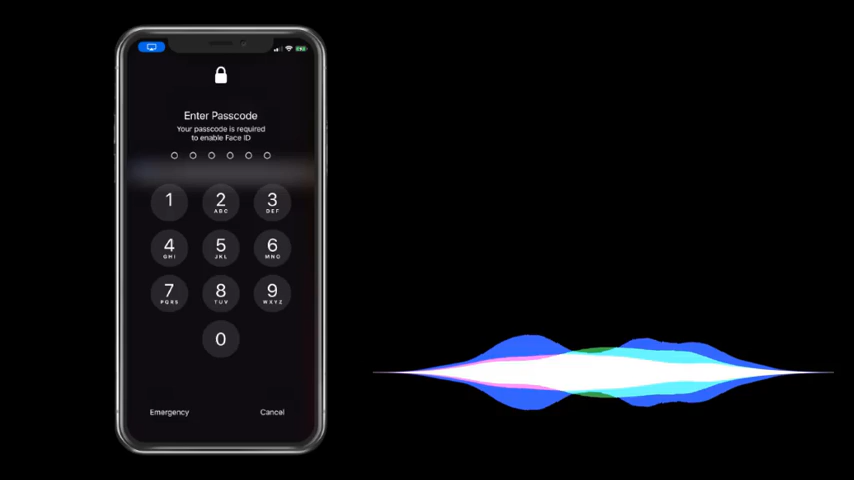 Enter Passcode
Your passcode is required
to enable Face ID
1
2
ABC
3
DEF
4
GHI
5
JKL
6
MNO
7
PQRS
8
TUV
9
WXYZ
0
Emergency
Cancel